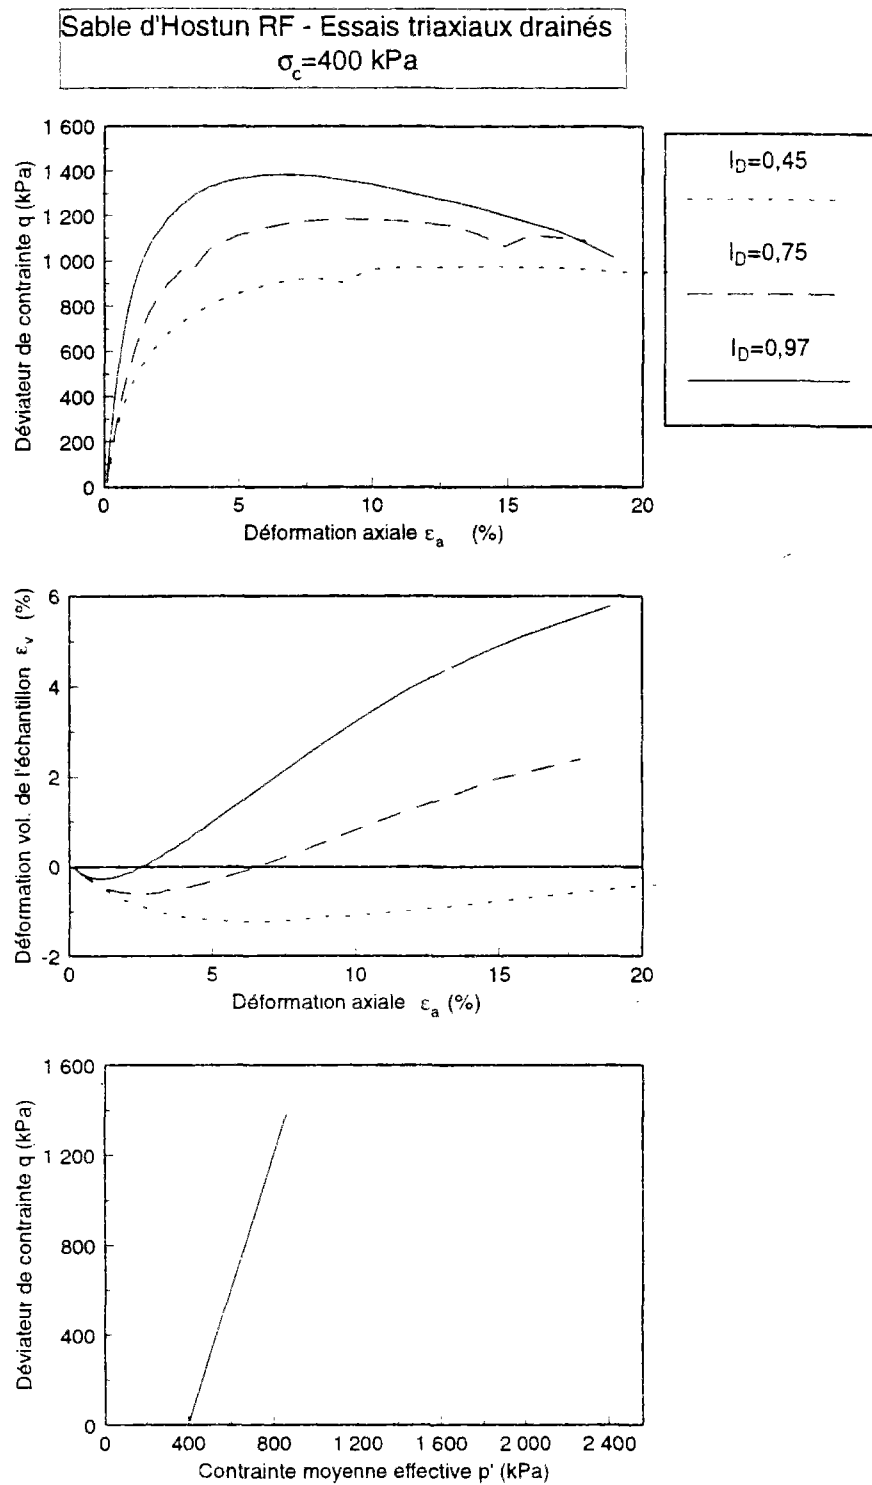 Sable d'Hostun RF - Essais triaxiaux drainés
σc=400 kPa
Déviateur de contrainte q (kPa)
1 600
1 400
1 200
1 000
800
600
400
200
0
0 5 10 15 20
Déformation axiale εa (%)
ID=0,45
ID=0,75
ID=0,97
Déformation vol. de l'échantillon εv (%)
6
4
2
0
-2
0 5 10 15 20
Déformation axiale εa (%)
Déviateur de contrainte q (kPa)
1 600
1 200
800
400
0
0 400 800 1 200 1 600 2 000 2 400
Contrainte moyenne effective p' (kPa)